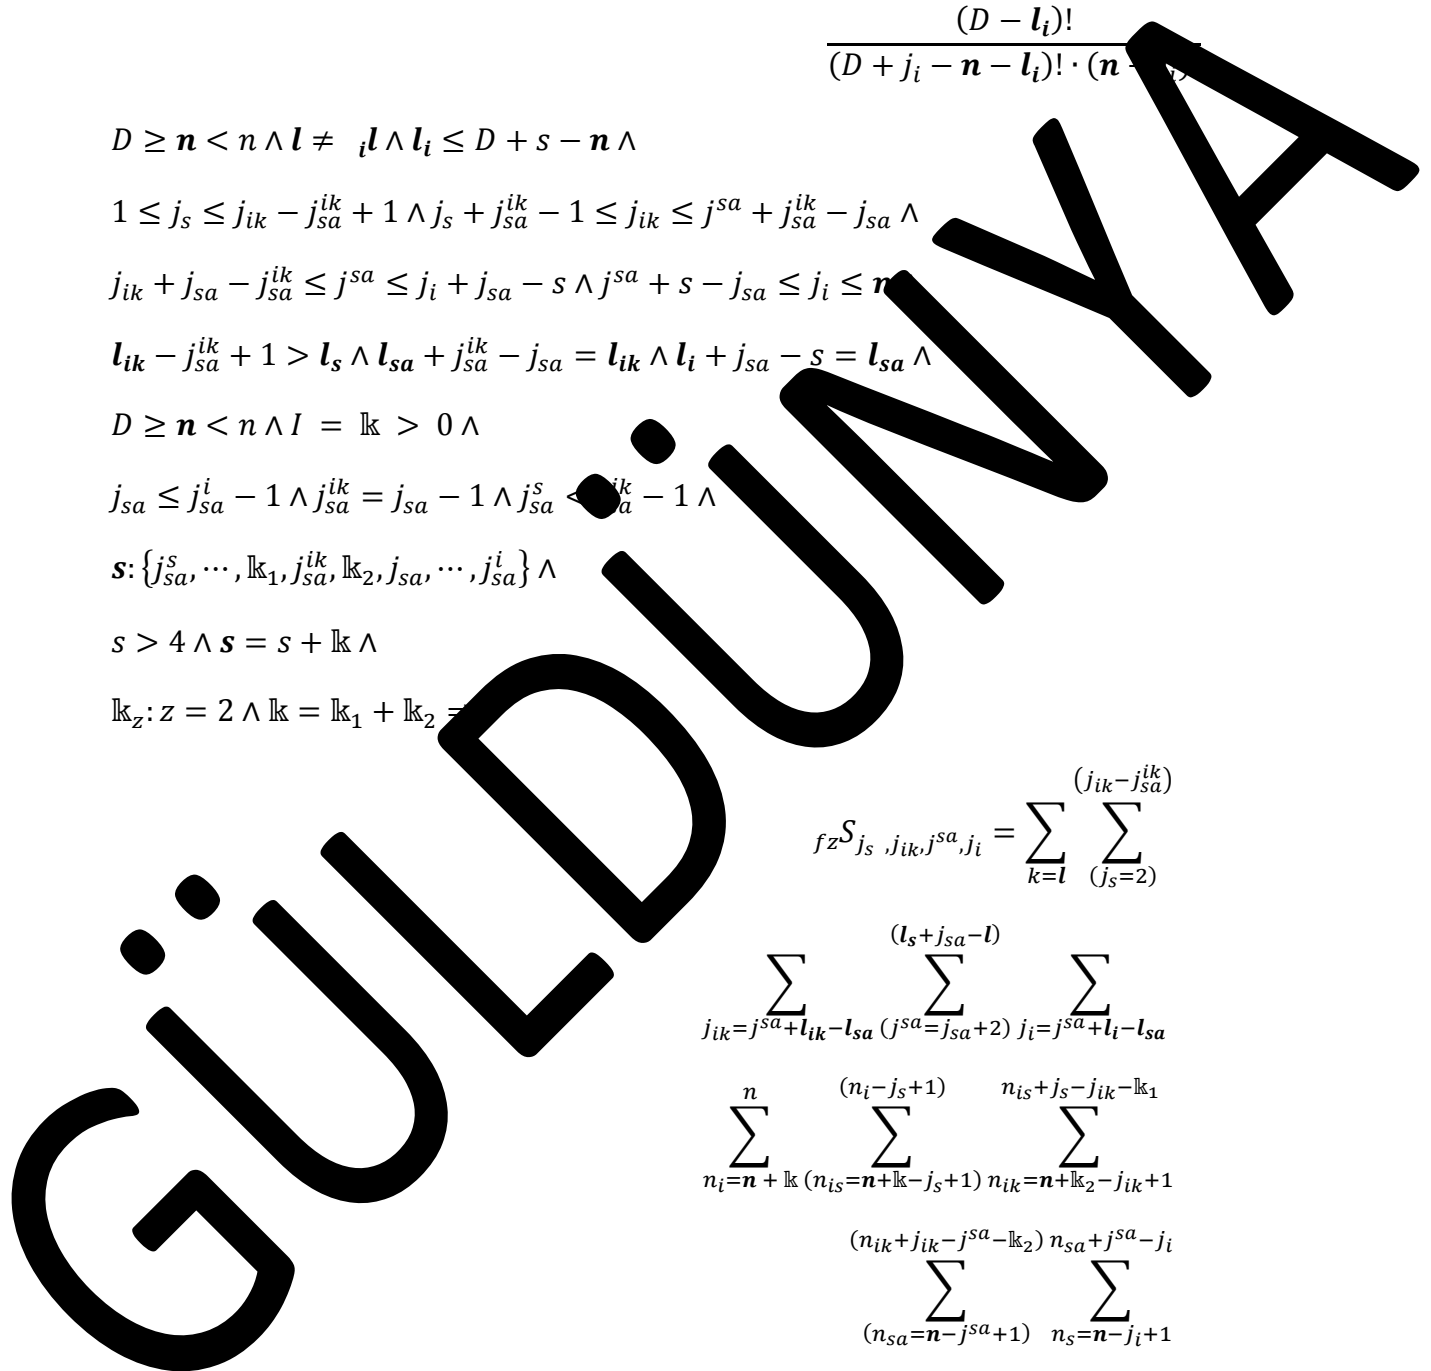 (D − l_i)!
(D + j_i − n − l_i)! · (n
D ≥ n < n ∧ l ≠ _il ∧ l_i ≤ D + s − n ∧
1 ≤ j_s ≤ j_ik − j_sa^ik + 1 ∧ j_s + j_sa^ik − 1 ≤ j_ik ≤ j^sa + j_sa^ik − j_sa ∧
j_ik + j_sa − j_sa^ik ≤ j^sa ≤ j_i + j_sa − s ∧ j^sa + s − j_sa ≤ j_i ≤ n
l_ik − j_sa^ik + 1 > l_s ∧ l_sa + j_sa^ik − j_sa = l_ik ∧ l_i + j_sa − s = l_sa ∧
D ≥ n < n ∧ I = 𝕜 > 0 ∧
j_sa ≤ j_sa^i − 1 ∧ j_sa^ik = j_sa − 1 ∧ j_sa^s − 1 ∧
s: {j_sa^s, ⋯, 𝕜_1, j_sa^ik, 𝕜_2, j_sa, ⋯, j_sa^i} ∧
s > 4 ∧ s = s + 𝕜 ∧
𝕜_z: z = 2 ∧ 𝕜 = 𝕜_1 + 𝕜_2
(j_ik−j_sa^ik)
_fzS_{j_s ,j_ik,j^sa,j_i} = ∑ ∑
k=l (j_s=2)
(l_s+j_sa−l)
∑ ∑ ∑
j_ik=j^sa+l_ik−l_sa (j^sa=j_sa+2) j_i=j^sa+l_i−l_sa
n (n_i−j_s+1) n_is+j_s−j_ik−𝕜_1
∑ ∑ ∑
n_i=n+𝕜 (n_is=n+𝕜−j_s+1) n_ik=n+𝕜_2−j_ik+1
(n_ik+j_ik−j^sa−𝕜_2) n_sa+j^sa−j_i
∑ ∑
(n_sa=n−j^sa+1) n_s=n−j_i+1
GÜLDÜNYA